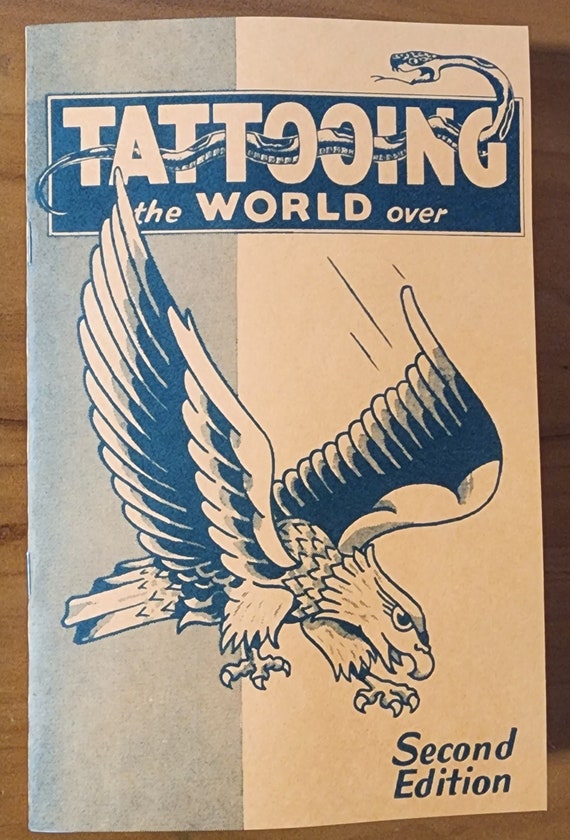 TATTOOING
the WORLD over
Second
Edition